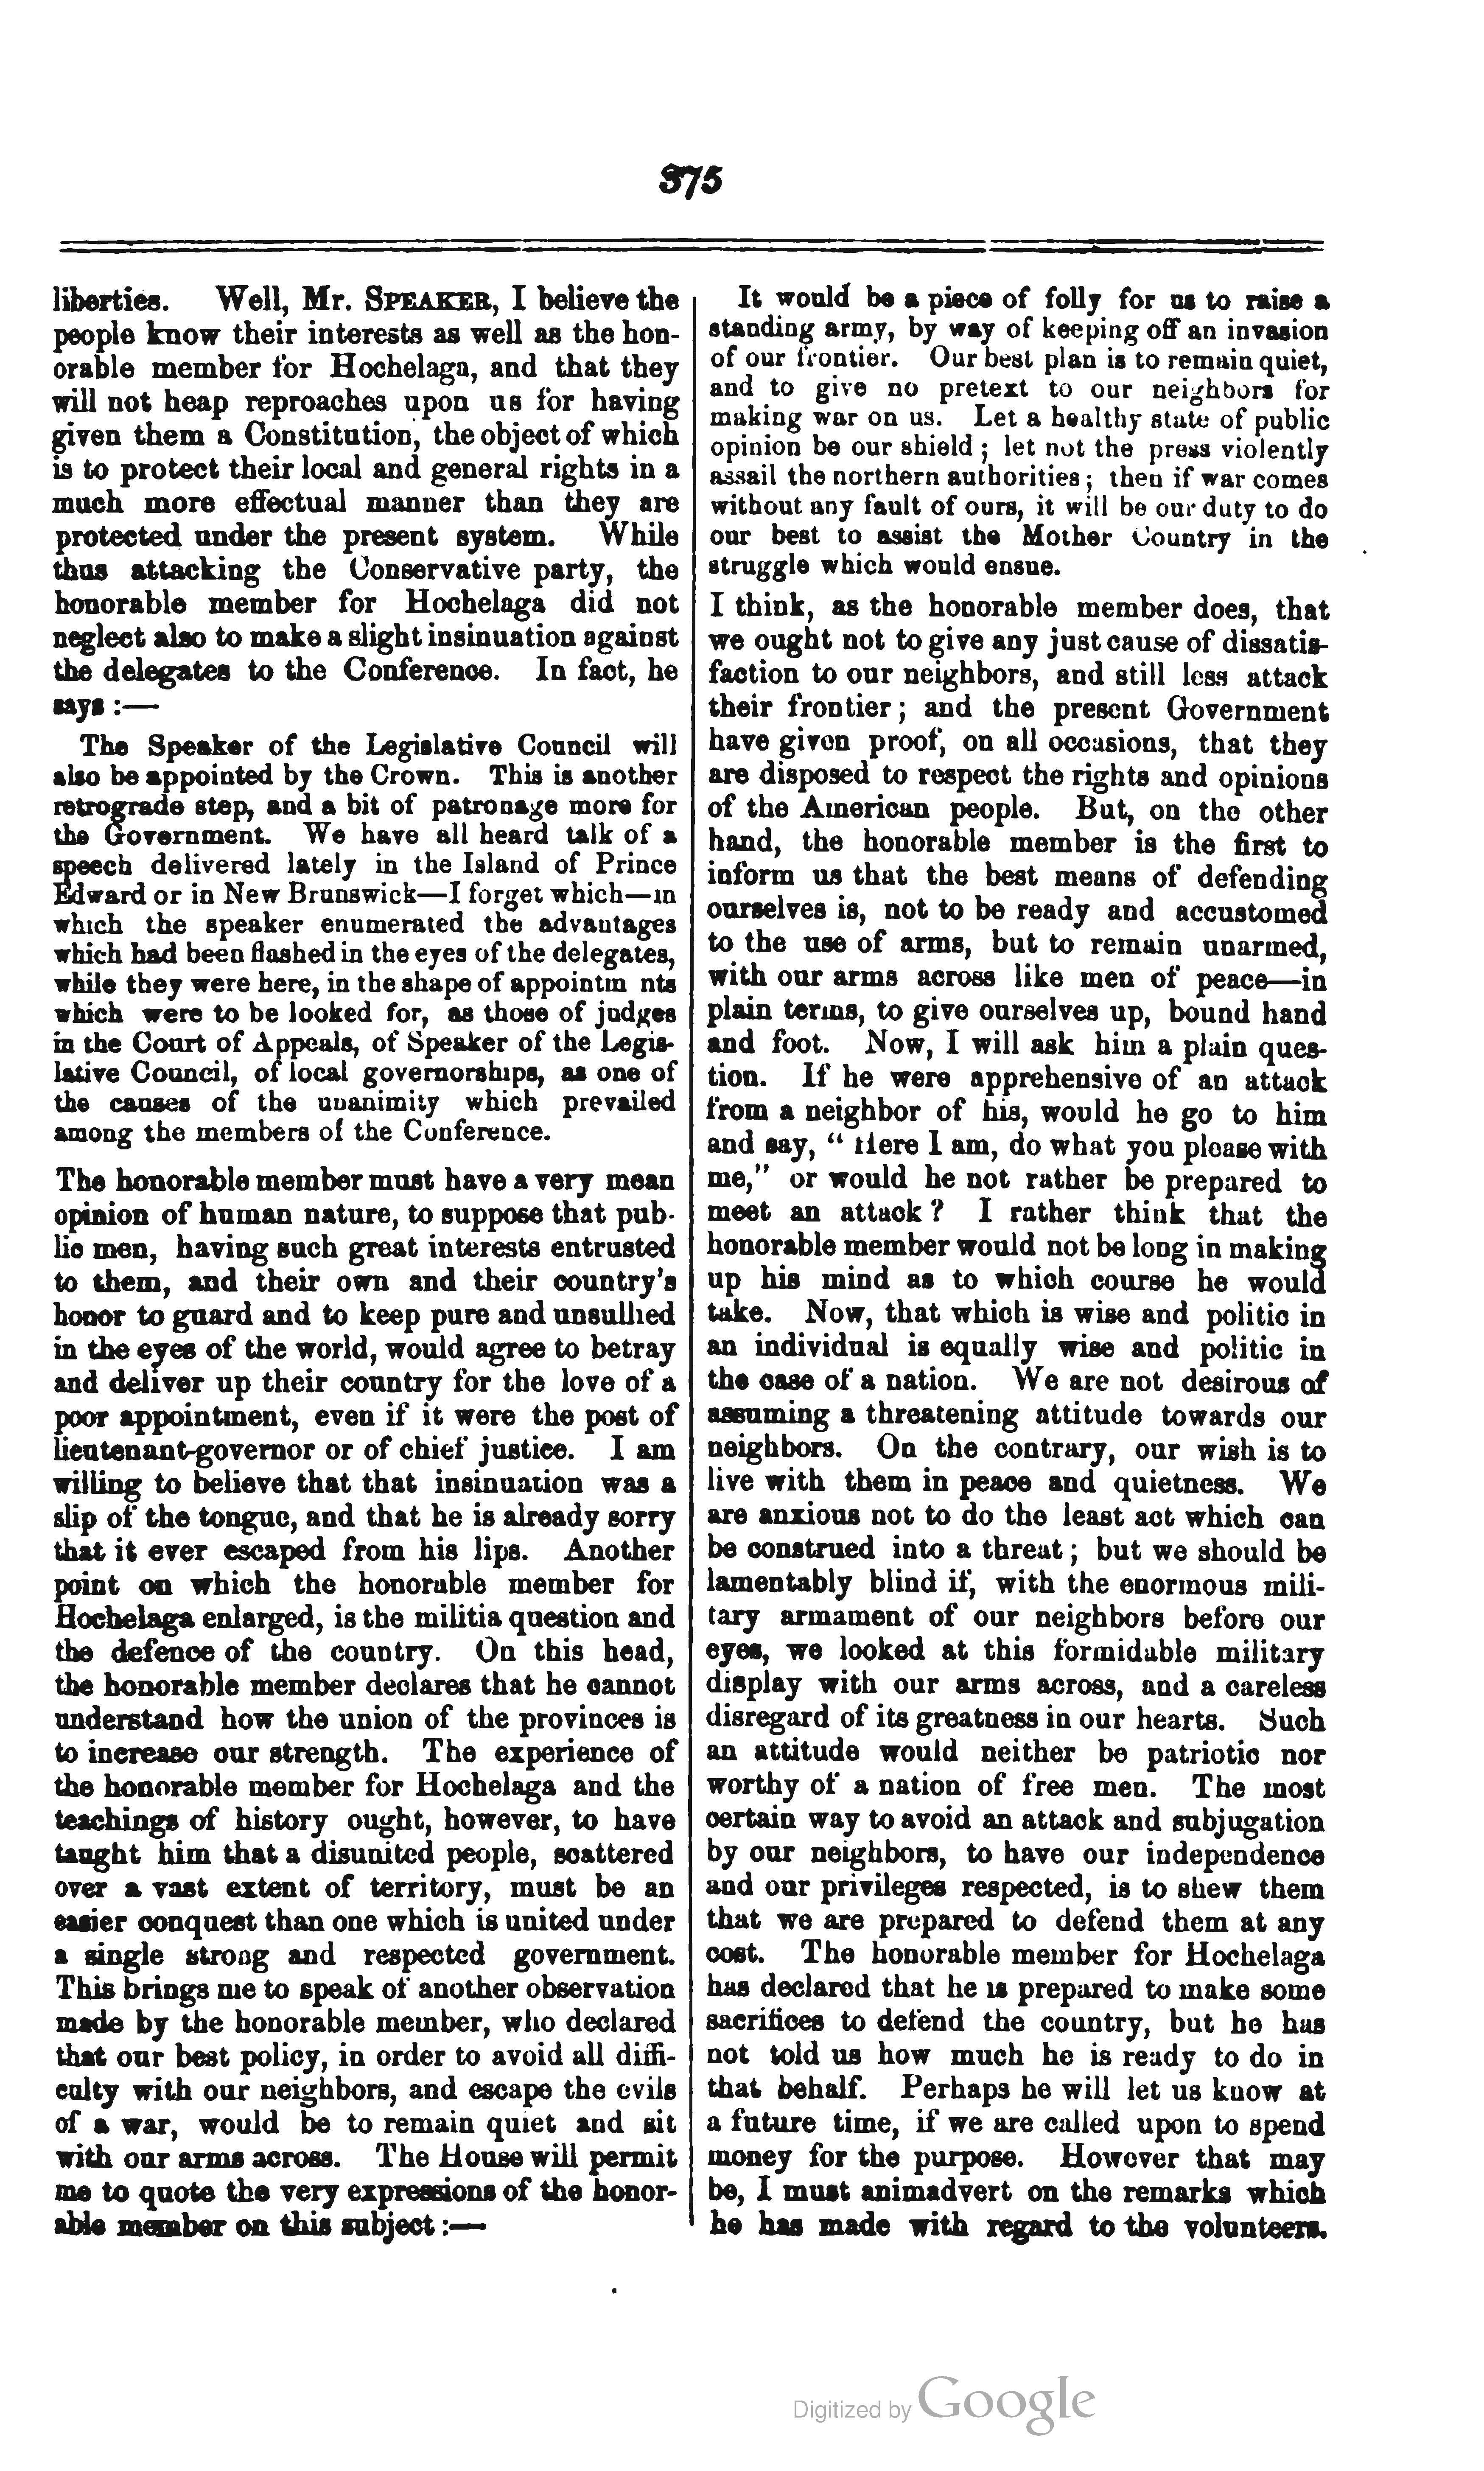 375
liberties. Well, Mr. SPEAKER, I believe the
people know their interests as well as the hon-
orable member for Hochelaga, and that they
will not heap reproaches upon us for having
given them a Constitution, the object of which
is to protect their local and general rights in a
much more effectual manner than they are
protected under the present system. While
thus attacking the Conservative party, the
honorable member for Hochelaga did not
neglect also to make a slight insinuation against
the delegates to the Conference. In fact, he
says :—
The Speaker of the Legislative Council will
also be appointed by the Crown. This is another
retrograde step, and a bit of patronage more for
the Government. We have all heard talk of a
speech delivered lately in the Island of Prince
Edward or in New Brunswick—I forget which—in
which the speaker enumerated the advantages
which had been flashed in the eyes of the delegates,
while they were here, in the shape of appointm nts
which were to be looked for, as those of judges
in the Court of Appeals, of Speaker of the Legis-
lative Council, of local governorships, as one of
the causes of the unanimity which prevailed
among the members of the Conference.
The honorable member must have a very mean
opinion of human nature, to suppose that pub-
lic men, having such great interests entrusted
to them, and their own and their country's
honor to guard and to keep pure and unsullied
in the eyes of the world, would agree to betray
and deliver up their country for the love of a
poor appointment, even if it were the post of
lieutenant-governor or of chief justice. I am
willing to believe that that insinuation was a
slip of the tongue, and that he is already sorry
that it ever escaped from his lips. Another
point on which the honorable member for
Hochelaga enlarged, is the militia question and
the defence of the country. On this head,
the honorable member declares that he cannot
understand how the union of the provinces is
to increase our strength. The experience of
the honorable member for Hochelaga and the
teachings of history ought, however, to have
taught him that a disunited people, scattered
over a vast extent of territory, must be an
easier conquest than one which is united under
a single strong and respected government.
This brings me to speak of another observation
made by the honorable member, who declared
that our best policy, in order to avoid all diffi-
culty with our neighbors, and escape the evils
of a war, would be to remain quiet and sit
with our arms across. The House will permit
me to quote the very expressions of the honor-
able member on this subject :—
It would be a piece of folly for us to raise a
standing army, by way of keeping off an invasion
of our frontier. Our best plan is to remain quiet,
and to give no pretext to our neighbors for
making war on us. Let a healthy state of public
opinion be our shield ; let not the press violently
assail the northern authorities ; then if war comes
without any fault of ours, it will be our duty to do
our best to assist the Mother Country in the
struggle which would ensue.
I think, as the honorable member does, that
we ought not to give any just cause of dissatis-
faction to our neighbors, and still less attack
their frontier ; and the present Government
have given proof, on all occasions, that they
are disposed to respect the rights and opinions
of the American people. But, on the other
hand, the honorable member is the first to
inform us that the best means of defending
ourselves is, not to be ready and accustomed
to the use of arms, but to remain unarmed,
with our arms across like men of peace—in
plain terms, to give ourselves up, bound hand
and foot. Now, I will ask him a plain ques-
tion. If he were apprehensive of an attack
from a neighbor of his, would he go to him
and say, " Here I am, do what you please with
me," or would he not rather be prepared to
meet an attack ? I rather think that the
honorable member would not be long in making
up his mind as to which course he would
take. Now, that which is wise and politic in
an individual is equally wise and politic in
the case of a nation. We are not desirous of
assuming a threatening attitude towards our
neighbors. On the contrary, our wish is to
live with them in peace and quietness. We
are anxious not to do the least act which can
be construed into a threat ; but we should be
lamentably blind if, with the enormous mili-
tary armament of our neighbors before our
eyes, we looked at this formidable military
display with our arms across, and a careless
disregard of its greatness in our hearts. Such
an attitude would neither be patriotic nor
worthy of a nation of free men. The most
certain way to avoid an attack and subjugation
by our neighbors, to have our independence
and our privileges respected, is to shew them
that we are prepared to defend them at any
cost. The honorable member for Hochelaga
has declared that he is prepared to make some
sacrifices to defend the country, but he has
not told us how much he is ready to do in
that behalf. Perhaps he will let us know at
a future time, if we are called upon to spend
money for the purpose. However that may
be, I must animadvert on the remarks which
he has made with regard to the volunteers.
Digitized by Google